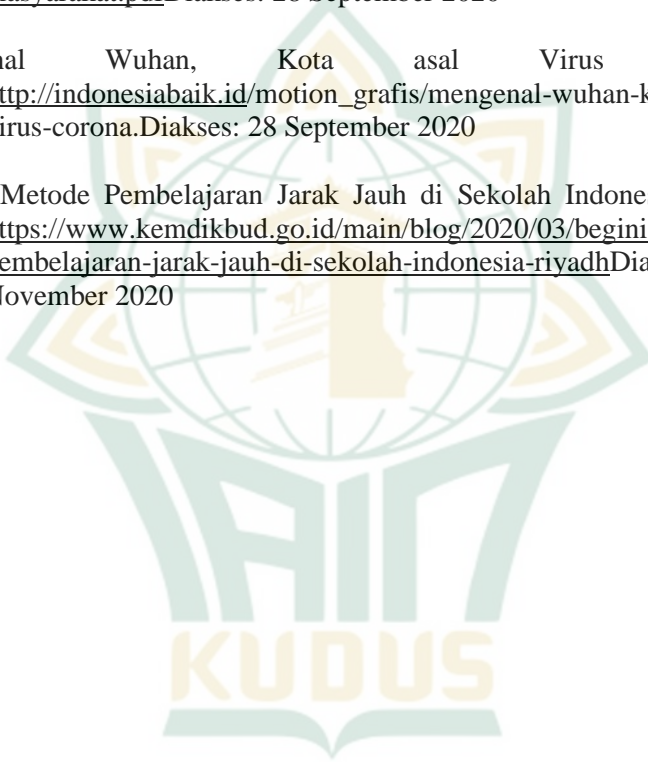 Diakses: 28 September 2020
Wuhan, Kota asal Virus
ttp://indonesiabaik.id/motion_grafis/mengenal-wuhan-k
irus-corona.Diakses: 28 September 2020
Metode Pembelajaran Jarak Jauh di Sekolah Indones
ttps://www.kemdikbud.go.id/main/blog/2020/03/begini
embelajaran-jarak-jauh-di-sekolah-indonesia-riyadhDia
November 2020
IAIN
KUDUS